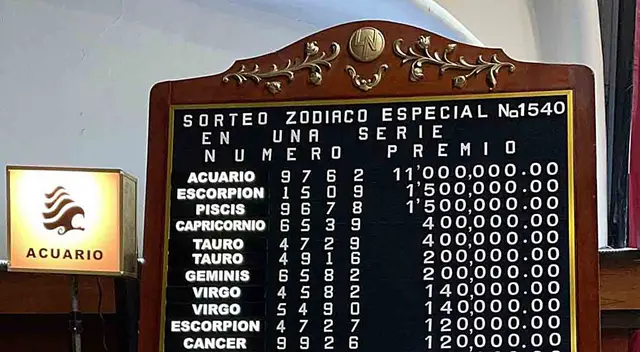 LN
SORTEO ZODIACO ESPECIAL No1540
EN UNA SERIE
NUMERO PREMIO
ACUARIO 9762 11'000,000.00
ESCORPION 1509 1'500,000.00
PISCIS 9678 1'500,000.00
CAPRICORNIO 6539 400,000.00
TAURO 4729 400,000.00
TAURO 4916 200,000.00
GEMINIS 6582 200,000.00
VIRGO 4582 140,000.00
VIRGO 5490 140,000.00
ESCORPION 4727 120,000.00
CANCER 9926 120,000.00
ACUARIO